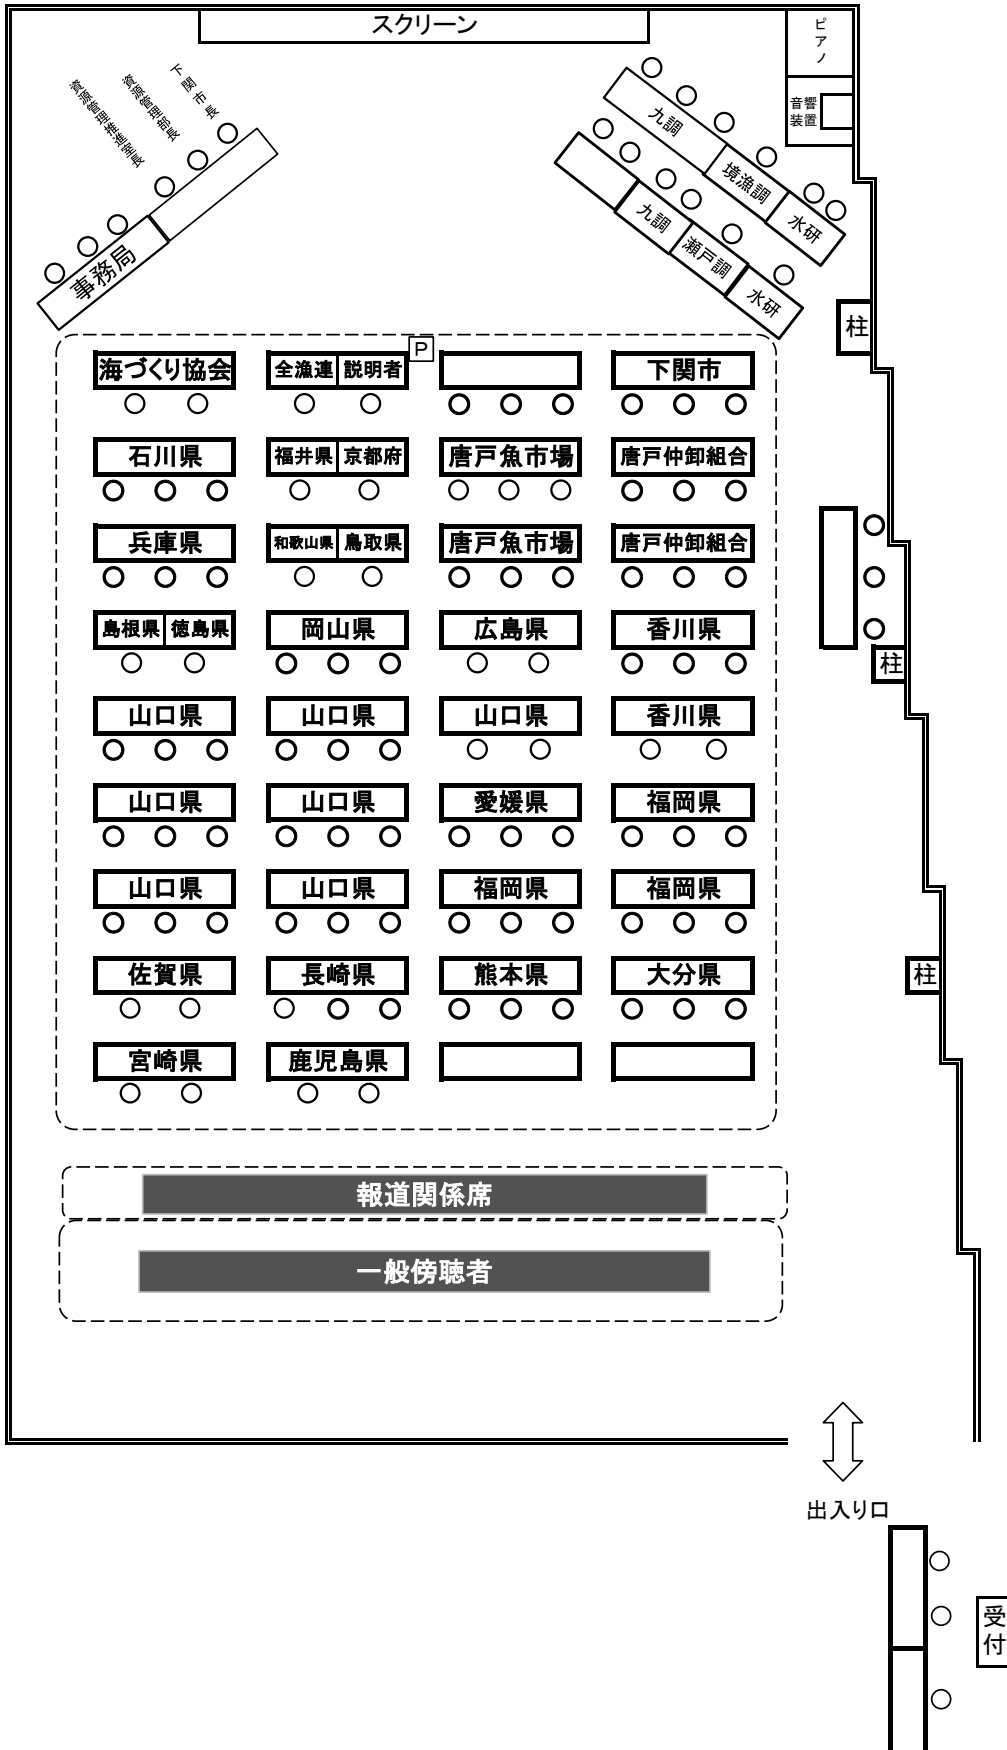 スクリーン
ピアノ
音響
装置
下関市長
資源管理部長
資源管理推進室長
事務局
九調
境漁調
水研
九調
瀬戸調
水研
柱
P
海づくり協会 全漁連 説明者 下関市
石川県 福井県 京都府 唐戸魚市場 唐戸仲卸組合
兵庫県 和歌山県 鳥取県 唐戸魚市場 唐戸仲卸組合
島根県 徳島県 岡山県 広島県 香川県
柱
山口県 山口県 山口県 香川県
山口県 山口県 愛媛県 福岡県
山口県 山口県 福岡県 福岡県
佐賀県 長崎県 熊本県 大分県
柱
宮崎県 鹿児島県
報道関係席
一般傍聴者
出入り口
受付